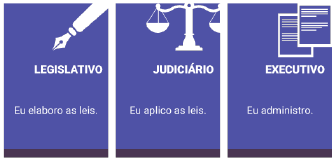 LEGISLATIVO
Eu elaboro as leis.
JUDICIÁRIO
Eu aplico as leis.
EXECUTIVO
Eu administro.